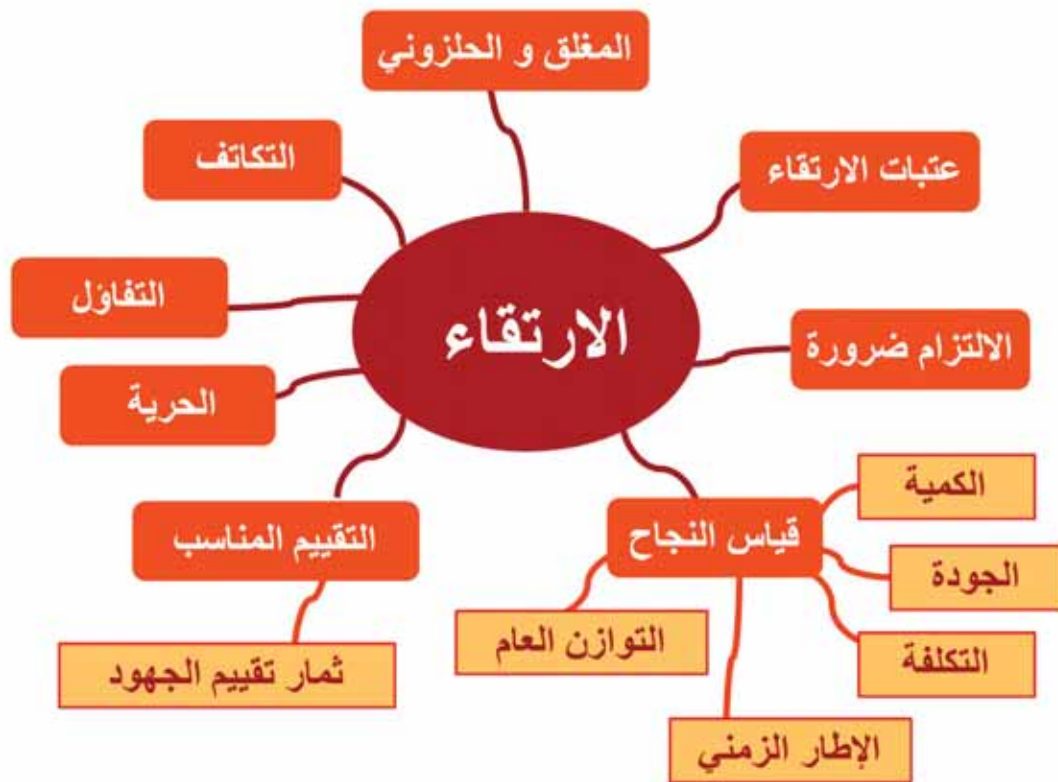 المغلق و الحلزوني
عتبات الارتقاء
التكاتف
التفاؤل
الارتقاء
الالتزام ضرورة
الحرية
الكمية
قياس النجاح
التقييم المناسب
الجودة
التوازن العام
التكلفة
ثمار تقييم الجهود
الإطار الزمني